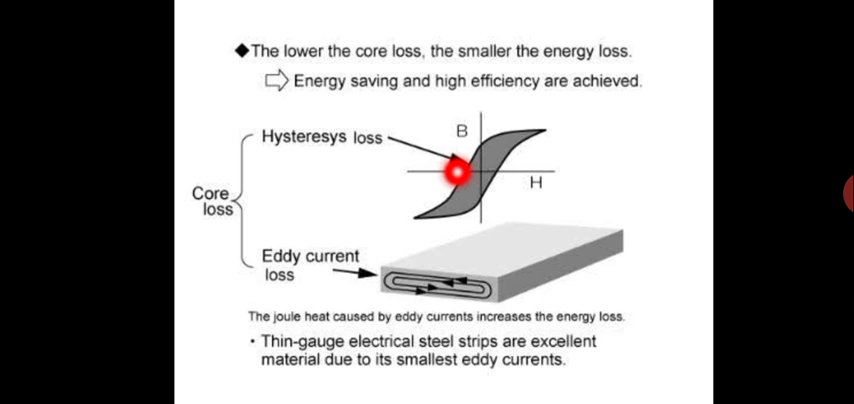 ◆The lower the core loss, the smaller the energy loss.
⇨ Energy saving and high efficiency are achieved.
Hysteresys loss
B
H
Core
loss
Eddy current
loss
The joule heat caused by eddy currents increases the energy loss.
・Thin-gauge electrical steel strips are excellent
material due to its smallest eddy currents.